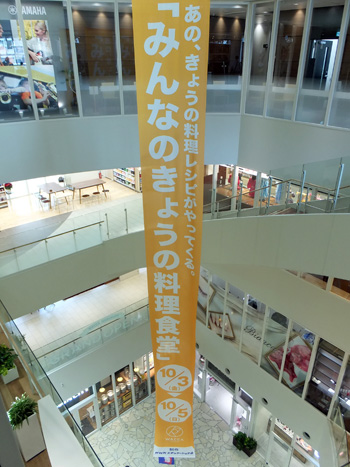 YAMAHA
あの、きょうの料理レシピがやってくる。
「みんなのきょうの料理食堂」
10/3
10/5